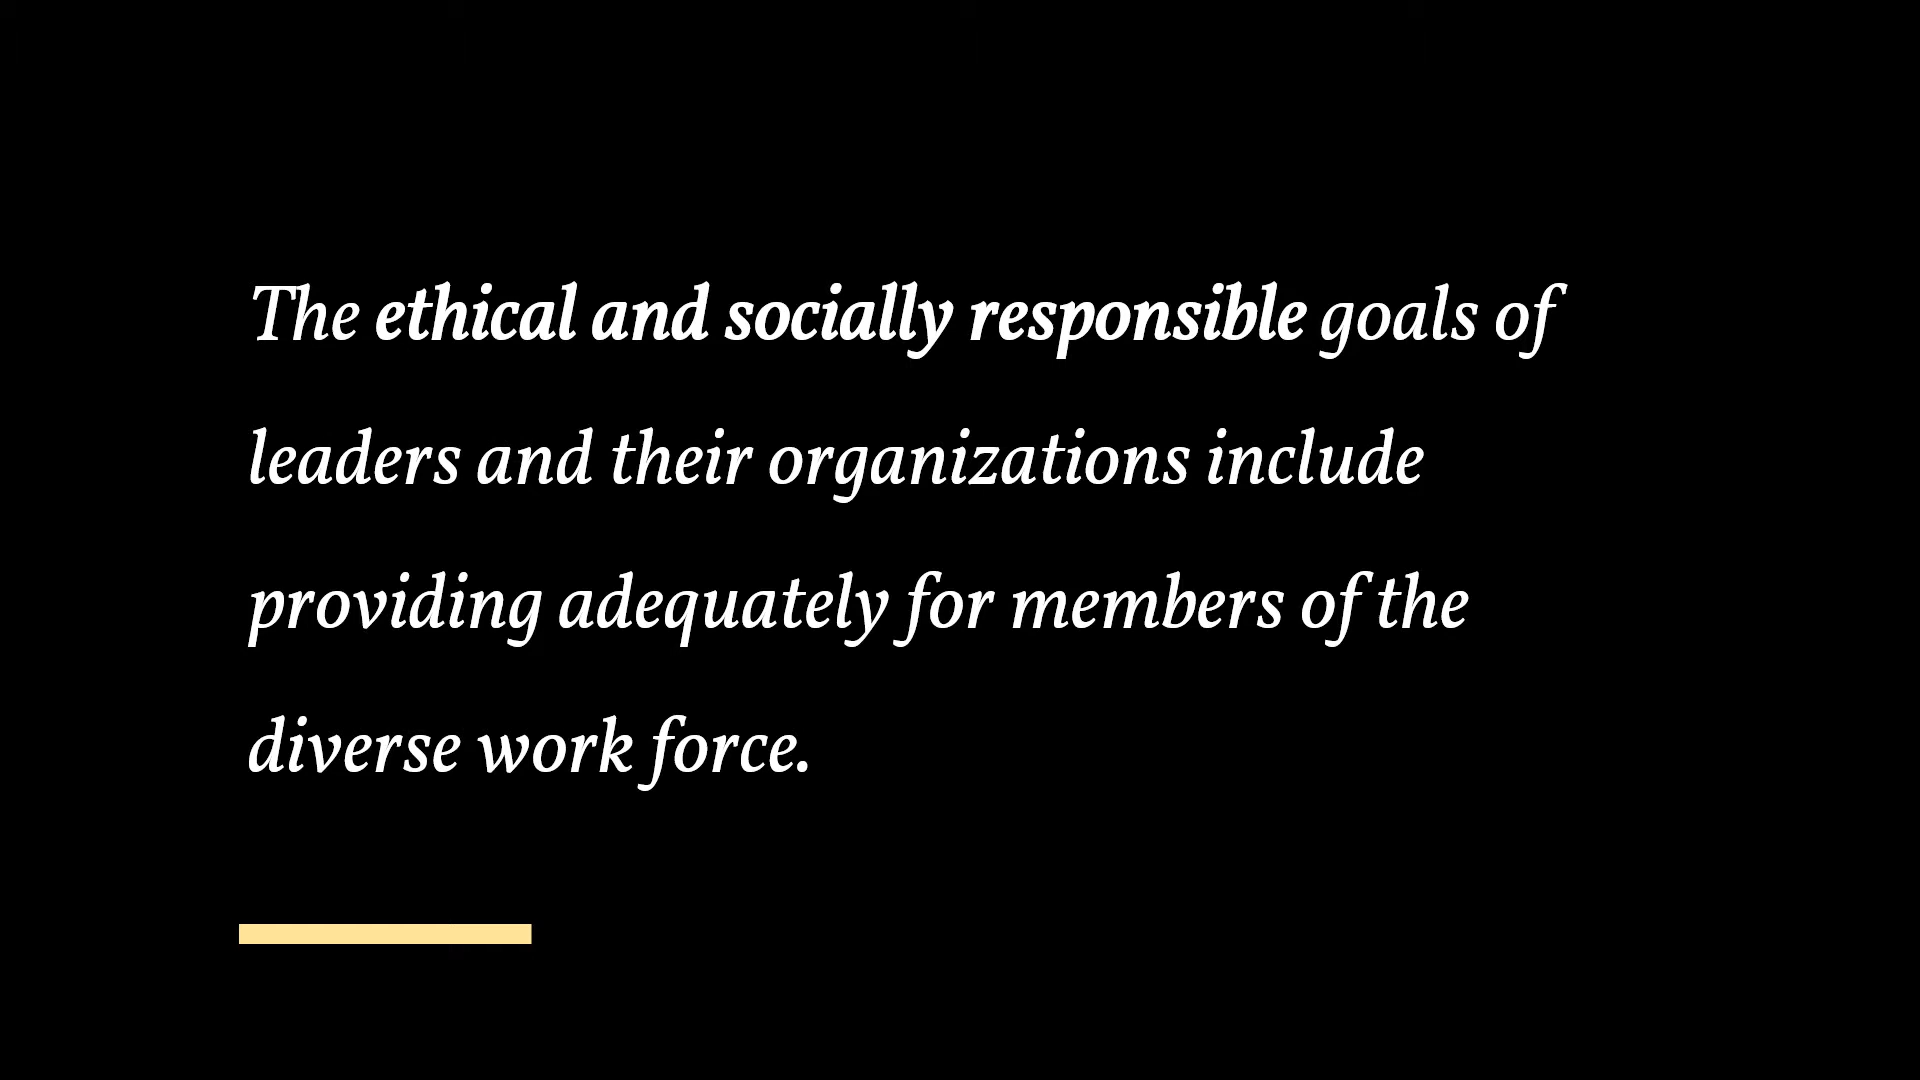 The ethical and socially responsible goals of
leaders and their organizations include
providing adequately for members of the
diverse work force.